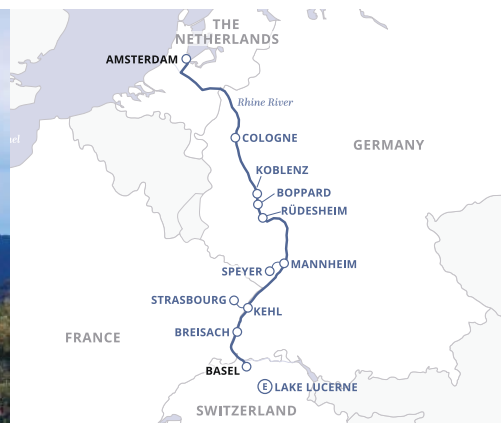 THE
NETHERLANDS
AMSTERDAM
Rhine River
COLOGNE
GERMANY
KOBLENZ
BOPPARD
RÜDESHEIM
MANNHEIM
SPEYER
STRASBOURG
KEHL
BREISACH
FRANCE
BASEL
E LAKE LUCERNE
SWITZERLAND